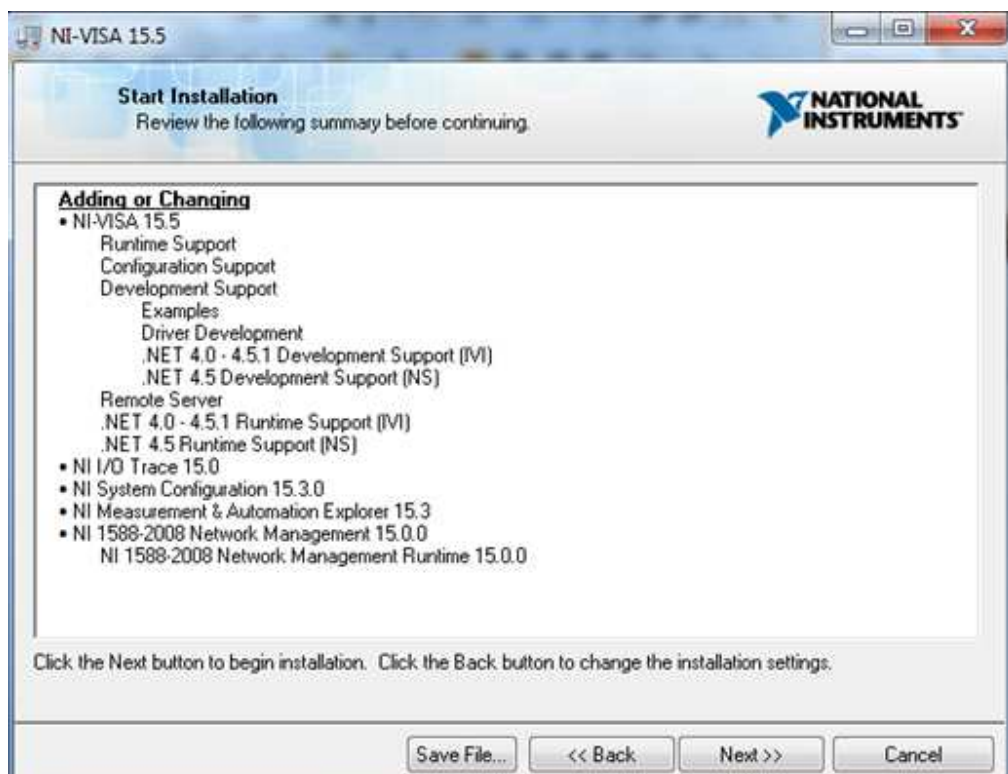 NI-VISA 15.5
Start Installation
Review the following summary before continuing.
NATIONAL
INSTRUMENTS
Adding or Changing
• NI-VISA 15.5
Runtime Support
Configuration Support
Development Support
Examples
Driver Development
.NET 4.0 - 4.5.1 Development Support (IVI)
.NET 4.5 Development Support (NS)
Remote Server
.NET 4.0 - 4.5.1 Runtime Support (IVI)
.NET 4.5 Runtime Support (NS)
• NI I/O Trace 15.0
• NI System Configuration 15.3.0
• NI Measurement & Automation Explorer 15.3
• NI 1588-2008 Network Management 15.0.0
NI 1588-2008 Network Management Runtime 15.0.0
Click the Next button to begin installation. Click the Back button to change the installation settings.
Save File...
<< Back
Next >>
Cancel